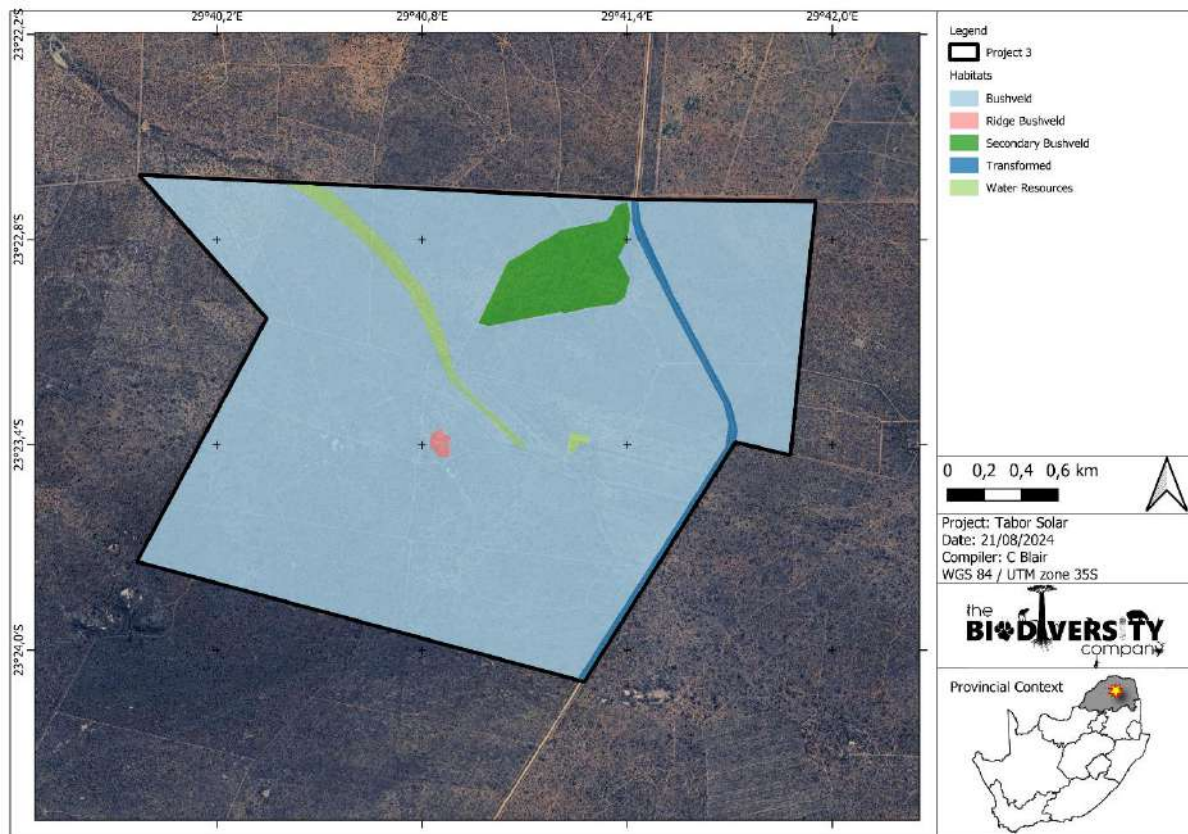 29°40,2'E 29°40,8'E 29°41,4'E 29°42,0'E
23°22,2'S
23°22,8'S
23°23,4'S
23°24,0'S
Legend
Project 3
Habitats
Bushveld
Ridge Bushveld
Secondary Bushveld
Transformed
Water Resources
0 0,2 0,4 0,6 km
Project: Tabor Solar
Date: 21/08/2024
Compiler: C Blair
WGS 84 / UTM zone 35S
the
BIODIVERSITY
company
Provincial Context